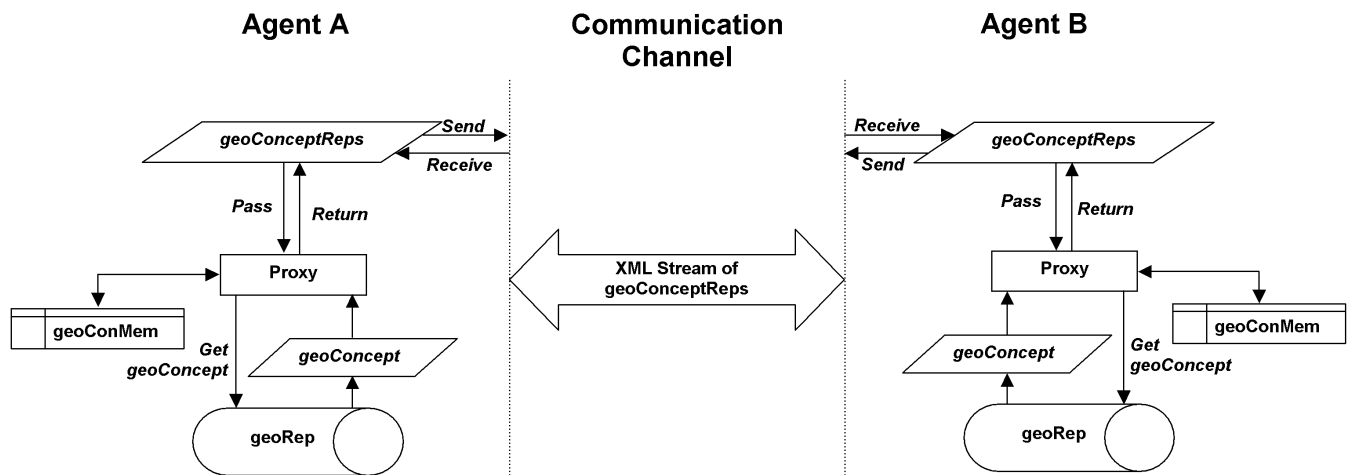 Agent A
Communication
Channel
Agent B
geoConceptReps
Send
Receive
Pass
Return
Proxy
geoConMem
Get
geoConcept
geoConcept
geoRep
XML Stream of
geoConceptReps
Receive
Send
geoConceptReps
Pass
Return
Proxy
geoConMem
geoConcept
Get
geoConcept
geoRep